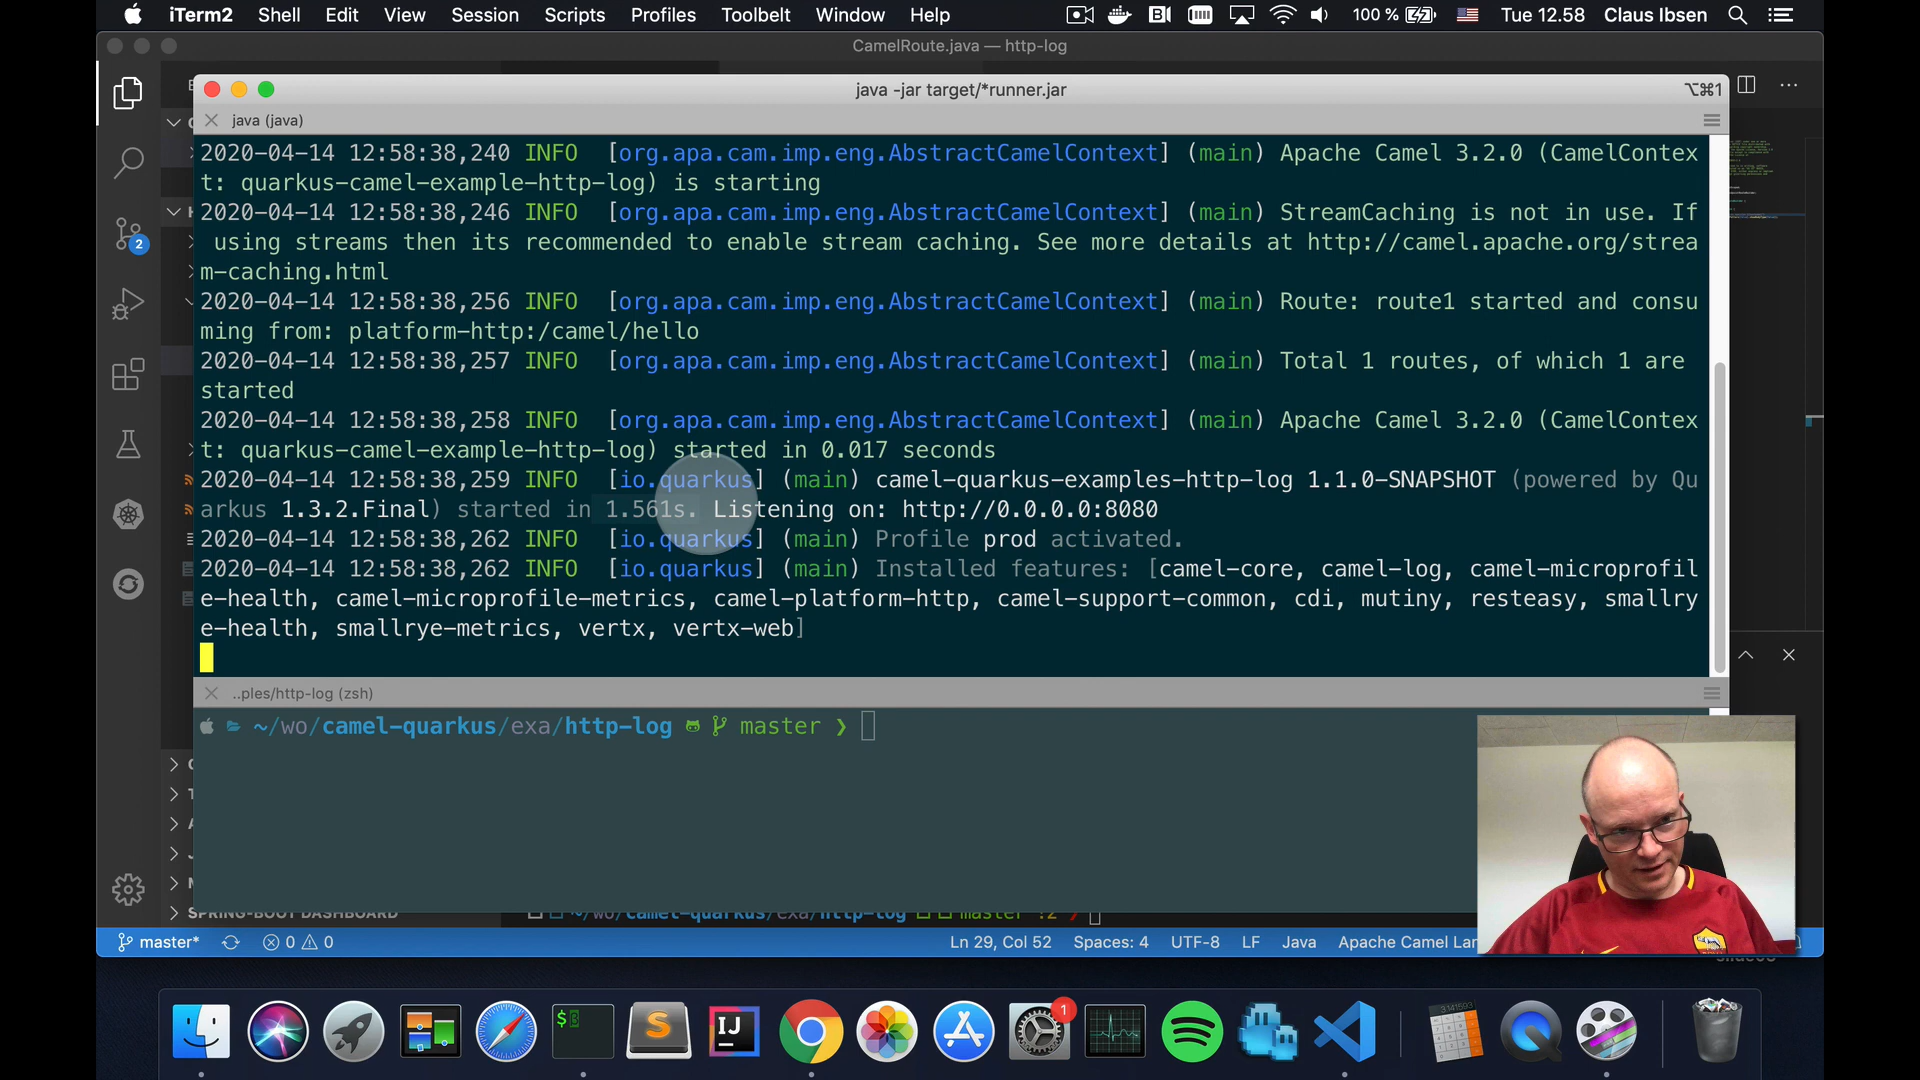 iTerm2 Shell Edit View Session Scripts Profiles Toolbelt Window Help 100 % Tue 12.58 Claus Ibsen
CamelRoute.java — http-log
java -jar target/*runner.jar ⌥⌘1
java (java)
2020-04-14 12:58:38,240 INFO [org.apa.cam.imp.eng.AbstractCamelContext] (main) Apache Camel 3.2.0 (CamelContex
t: quarkus-camel-example-http-log) is starting
2020-04-14 12:58:38,246 INFO [org.apa.cam.imp.eng.AbstractCamelContext] (main) StreamCaching is not in use. If
using streams then its recommended to enable stream caching. See more details at http://camel.apache.org/strea
m-caching.html
2020-04-14 12:58:38,256 INFO [org.apa.cam.imp.eng.AbstractCamelContext] (main) Route: route1 started and consu
ming from: platform-http:/camel/hello
2020-04-14 12:58:38,257 INFO [org.apa.cam.imp.eng.AbstractCamelContext] (main) Total 1 routes, of which 1 are
started
2020-04-14 12:58:38,258 INFO [org.apa.cam.imp.eng.AbstractCamelContext] (main) Apache Camel 3.2.0 (CamelContex
t: quarkus-camel-example-http-log) started in 0.017 seconds
2020-04-14 12:58:38,259 INFO [io.quarkus] (main) camel-quarkus-examples-http-log 1.1.0-SNAPSHOT (powered by Qu
arkus 1.3.2.Final) started in 1.561s. Listening on: http://0.0.0.0:8080
2020-04-14 12:58:38,262 INFO [io.quarkus] (main) Profile prod activated.
2020-04-14 12:58:38,262 INFO [io.quarkus] (main) Installed features: [camel-core, camel-log, camel-microprofil
e-health, camel-microprofile-metrics, camel-platform-http, camel-support-common, cdi, mutiny, resteasy, smallry
e-health, smallrye-metrics, vertx, vertx-web]
..ples/http-log (zsh)
~/wo/camel-quarkus/exa/http-log master ❯
SPRING-BOOT DASHBOARD ~/wo/camel-quarkus/exa/http-log master !2 ❯
master* 0 0 Ln 29, Col 52 Spaces: 4 UTF-8 LF Java Apache Camel Lan
2
1